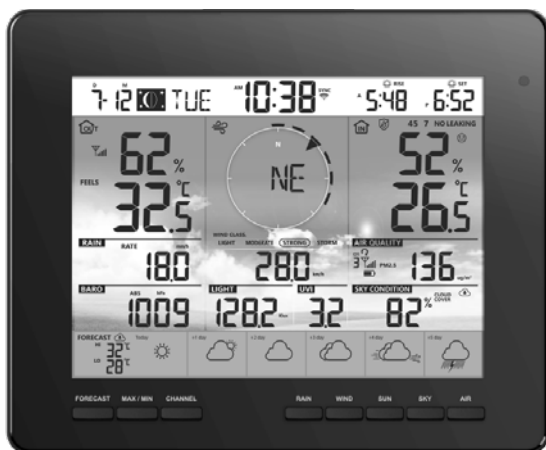 D M
7-12 TUE AM 10:38 SYNC RISE A 5:48 SET P 6:52
OUT 62 % N IN 45 7 NO LEAKING
52 %
FEELS 32.5 °C NE 26.5 °C
WIND CLASS.
LIGHT MODERATE STRONG STORM
RAIN RATE mm/h AIR QUALITY
18.0 28.0 km/h 3 PM2.5 136 ug/m³
BARO ABS hPa LIGHT UVI SKY CONDITION
1009 128.2 Klux 3.2 82 % CLOUD COVER
FORECAST Today +1 day +2 day +3 day +4 day +5 day
HI 32 °C
LO 28 °C
FORECAST MAX / MIN CHANNEL RAIN WIND SUN SKY AIR